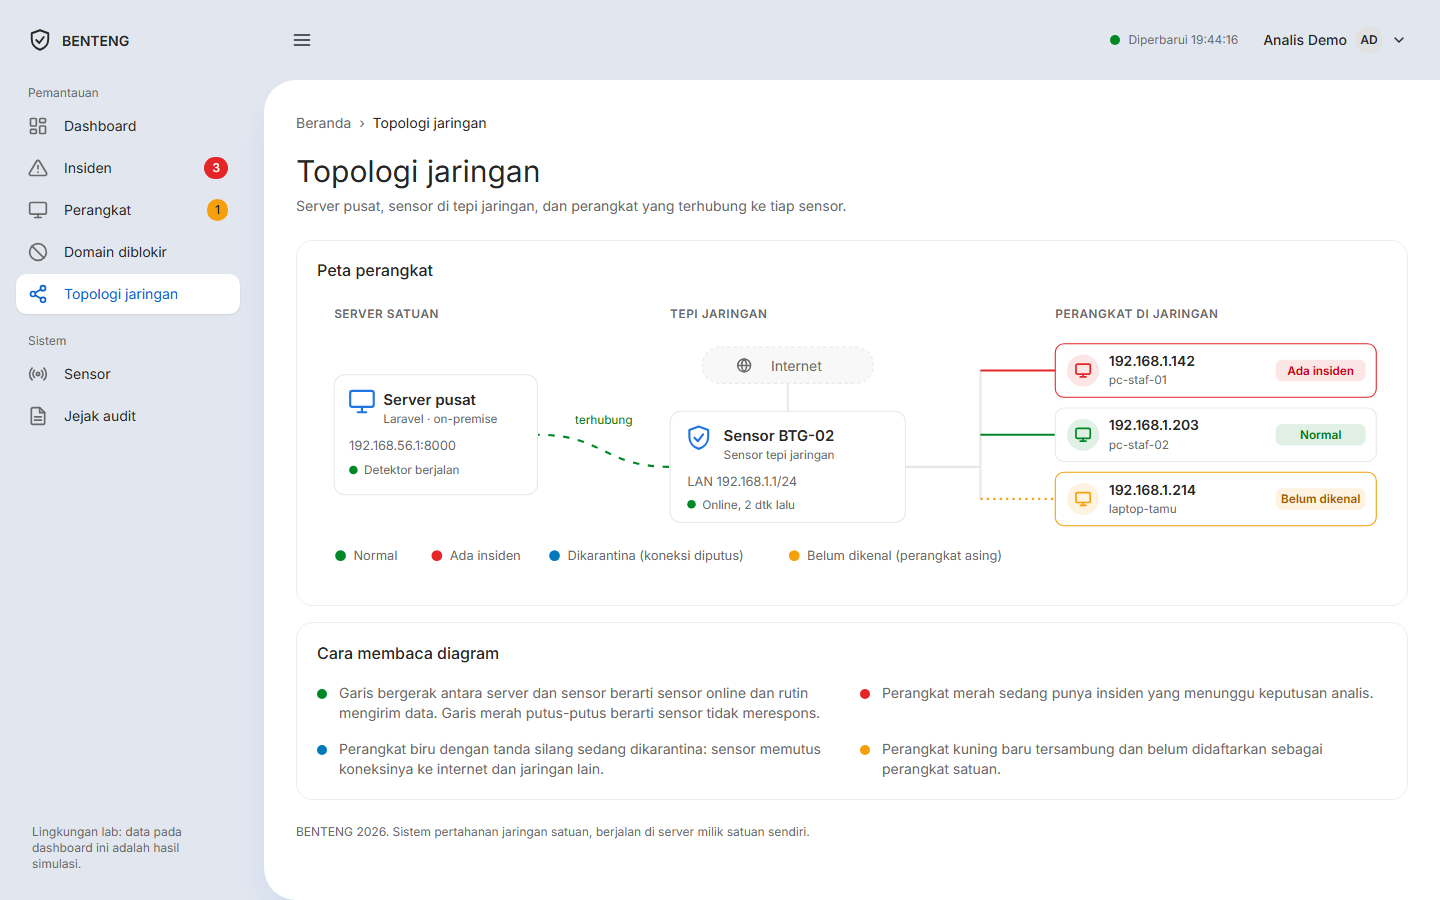 BENTENG
Diperbarui 19:44:16
Analis Demo
AD
Pemantauan
Dashboard
Insiden
3
Perangkat
1
Domain diblokir
Topologi jaringan
Sistem
Sensor
Jejak audit
Lingkungan lab: data pada
dashboard ini adalah hasil
simulasi.
Beranda › Topologi jaringan
Topologi jaringan
Server pusat, sensor di tepi jaringan, dan perangkat yang terhubung ke tiap sensor.
Peta perangkat
SERVER SATUAN
Server pusat
Laravel · on-premise
192.168.56.1:8000
Detektor berjalan
terhubung
TEPI JARINGAN
Internet
Sensor BTG-02
Sensor tepi jaringan
LAN 192.168.1.1/24
Online, 2 dtk lalu
PERANGKAT DI JARINGAN
192.168.1.142
pc-staf-01
Ada insiden
192.168.1.203
pc-staf-02
Normal
192.168.1.214
laptop-tamu
Belum dikenal
Normal
Ada insiden
Dikarantina (koneksi diputus)
Belum dikenal (perangkat asing)
Cara membaca diagram
Garis bergerak antara server dan sensor berarti sensor online dan rutin
mengirim data. Garis merah putus-putus berarti sensor tidak merespons.
Perangkat merah sedang punya insiden yang menunggu keputusan analis.
Perangkat biru dengan tanda silang sedang dikarantina: sensor memutus
koneksinya ke internet dan jaringan lain.
Perangkat kuning baru tersambung dan belum didaftarkan sebagai
perangkat satuan.
BENTENG 2026. Sistem pertahanan jaringan satuan, berjalan di server milik satuan sendiri.